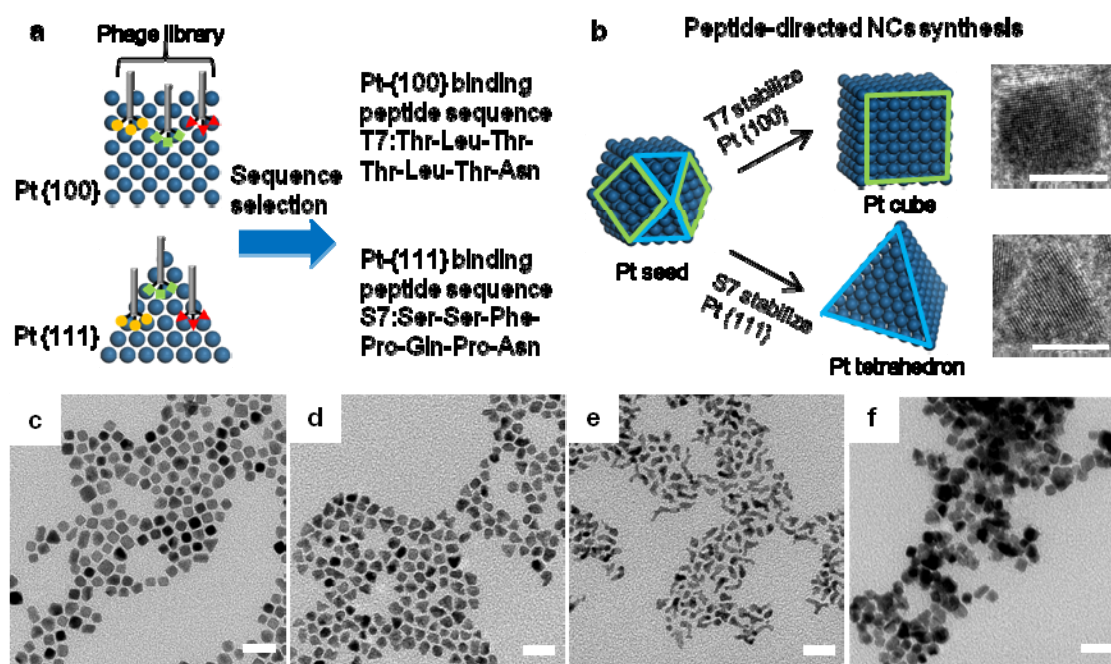 a
Phage library
Pt {100}
Pt {111}
Sequence
selection
Pt-{100} binding
peptide sequence
T7:Thr-Leu-Thr-
Thr-Leu-Thr-Asn
Pt-{111} binding
peptide sequence
S7:Ser-Ser-Phe-
Pro-Gln-Pro-Asn
b
Peptide-directed NCs synthesis
Pt seed
T7 stabilize
Pt {100}
Pt cube
S7 stabilize
Pt {111}
Pt tetrahedron
c
d
e
f